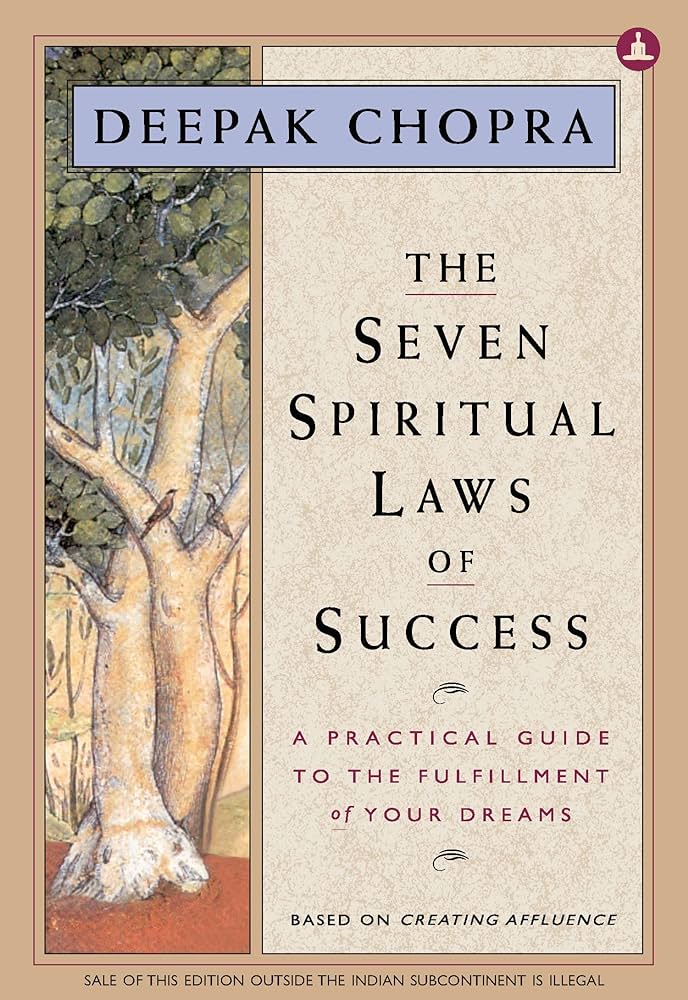 DEEPAK CHOPRA
THE
SEVEN
SPIRITUAL
LAWS
OF
SUCCESS
A PRACTICAL GUIDE
TO THE FULFILLMENT
of YOUR DREAMS
BASED ON CREATING AFFLUENCE
SALE OF THIS EDITION OUTSIDE THE INDIAN SUBCONTINENT IS ILLEGAL